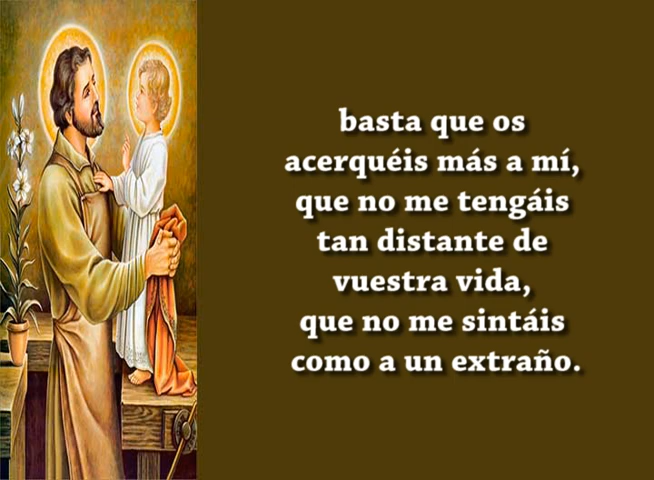 basta que os
acerquéis más a mí,
que no me tengáis
tan distante de
vuestra vida,
que no me sintáis
como a un extraño.